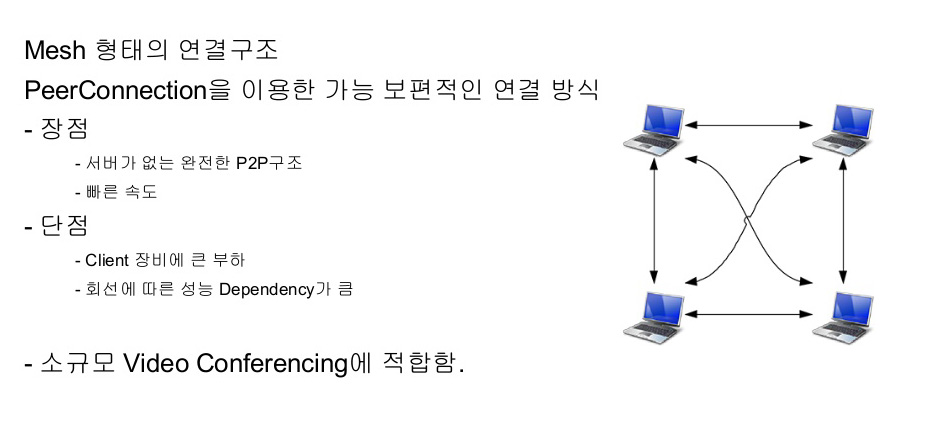 Mesh 형태의 연결구조
PeerConnection을 이용한 가능 보편적인 연결 방식
- 장점
- 서버가 없는 완전한 P2P구조
- 빠른 속도
- 단점
- Client 장비에 큰 부하
- 회선에 따른 성능 Dependency가 큼
- 소규모 Video Conferencing에 적합함.